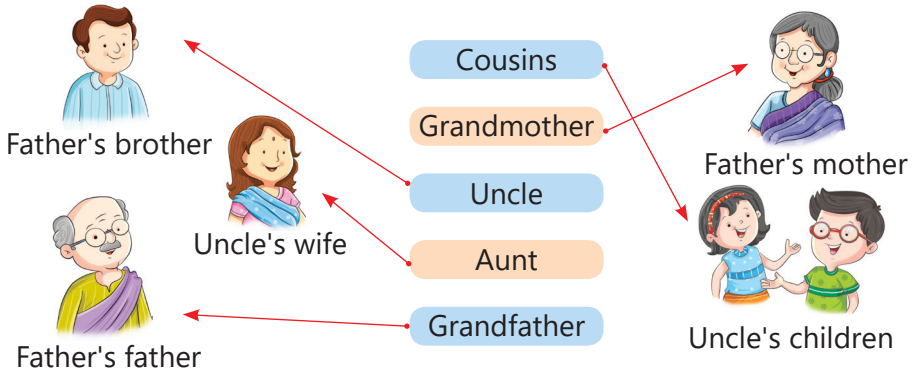 Father's brother
Uncle's wife
Father's father
Cousins
Grandmother
Uncle
Aunt
Grandfather
Father's mother
Uncle's children